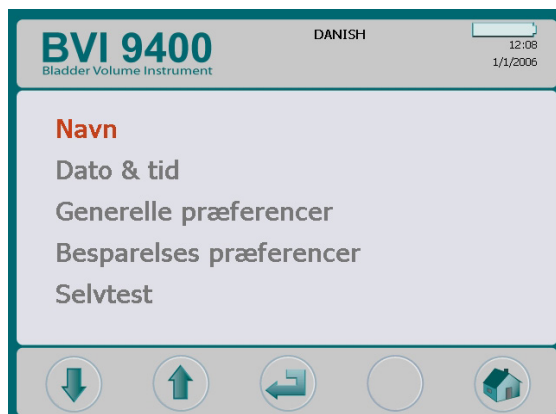 BVI 9400
Bladder Volume Instrument
DANISH
12:08
1/1/2006
Navn
Dato & tid
Generelle præferencer
Besparelses præferencer
Selvtest